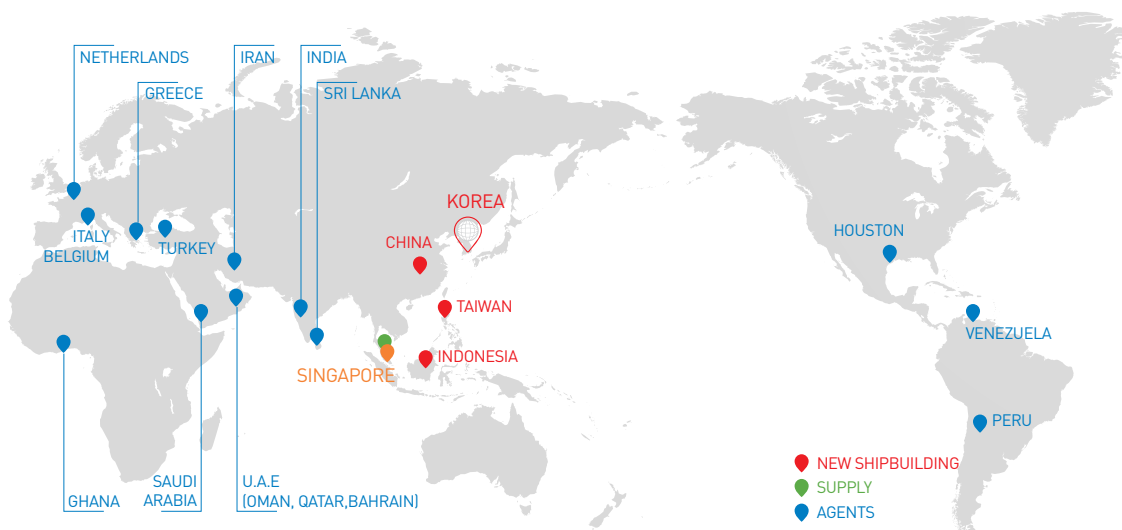 NETHERLANDS
IRAN
INDIA
GREECE
SRI LANKA
KOREA
ITALY
BELGIUM
TURKEY
CHINA
HOUSTON
TAIWAN
VENEZUELA
INDONESIA
SINGAPORE
PERU
NEW SHIPBUILDING
SUPPLY
AGENTS
GHANA
SAUDI
ARABIA
U.A.E
(OMAN, QATAR,BAHRAIN)